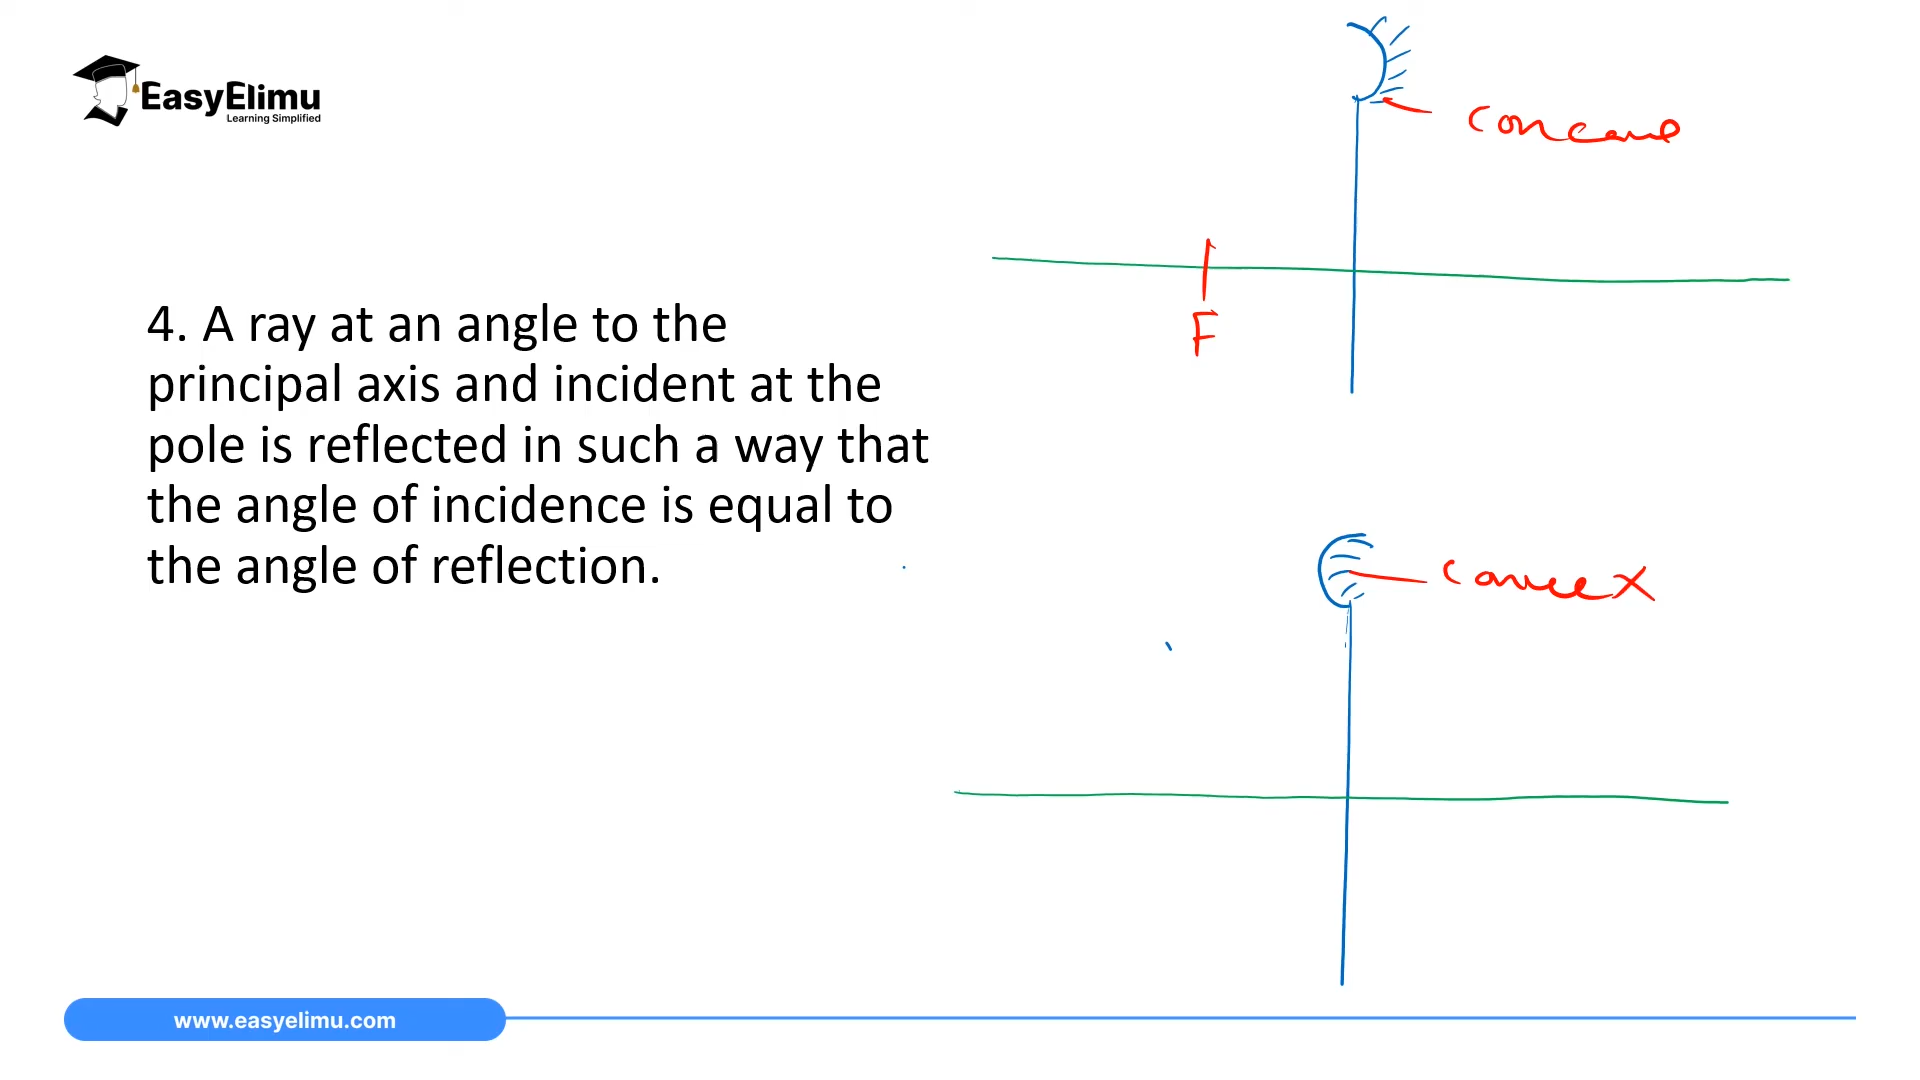 EasyElimu
Learning Simplified
concave
F
4. A ray at an angle to the
principal axis and incident at the
pole is reflected in such a way that
the angle of incidence is equal to
the angle of reflection.
convex
www.easyelimu.com